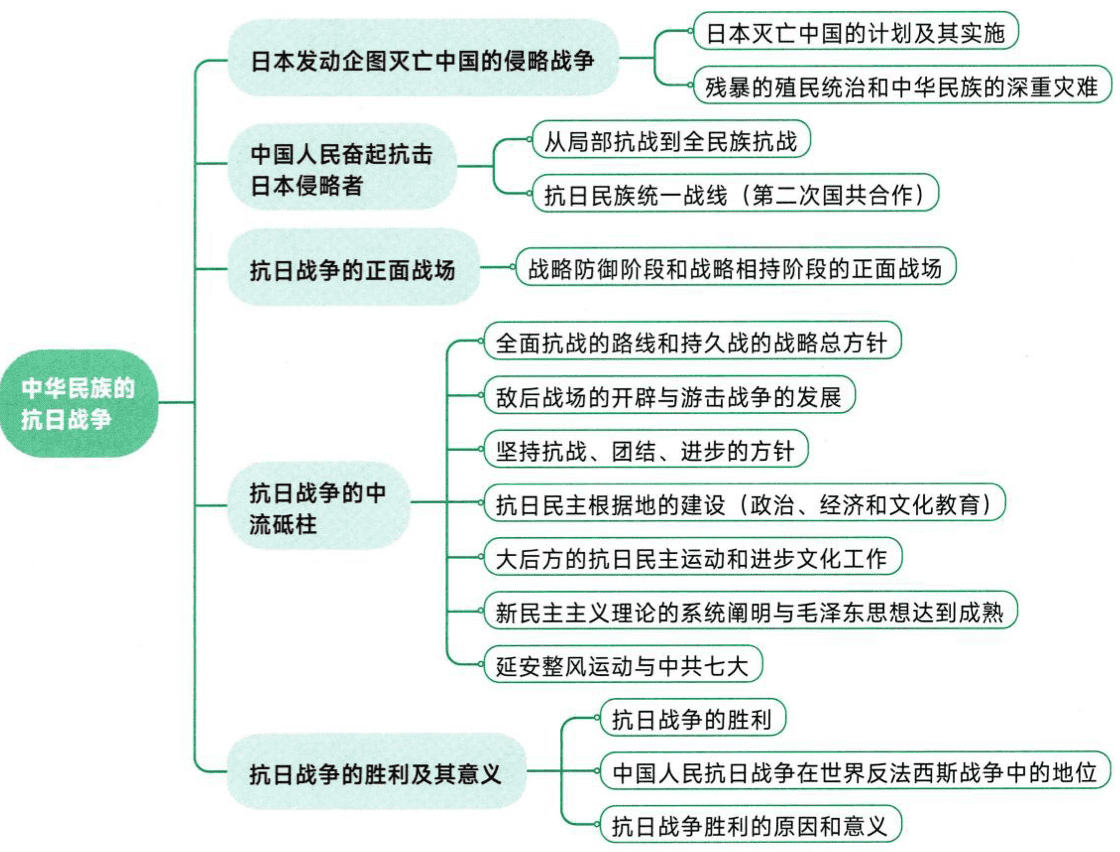 中华民族的
抗日战争
日本发动企图灭亡中国的侵略战争
日本灭亡中国的计划及其实施
残暴的殖民统治和中华民族的深重灾难
中国人民奋起抗击
日本侵略者
从局部抗战到全民族抗战
抗日民族统一战线（第二次国共合作）
抗日战争的正面战场
战略防御阶段和战略相持阶段的正面战场
抗日战争的中
流砥柱
全面抗战的路线和持久战的战略总方针
敌后战场的开辟与游击战争的发展
坚持抗战、团结、进步的方针
抗日民主根据地的建设（政治、经济和文化教育）
大后方的抗日民主运动和进步文化工作
新民主主义理论的系统阐明与毛泽东思想达到成熟
延安整风运动与中共七大
抗日战争的胜利及其意义
抗日战争的胜利
中国人民抗日战争在世界反法西斯战争中的地位
抗日战争胜利的原因和意义